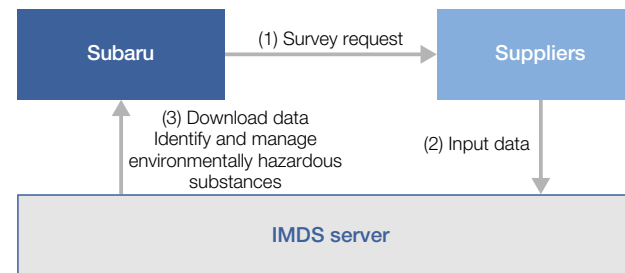 Subaru
(1) Survey request
Suppliers
(3) Download data
Identify and manage
environmentally hazardous
substances
(2) Input data
IMDS server